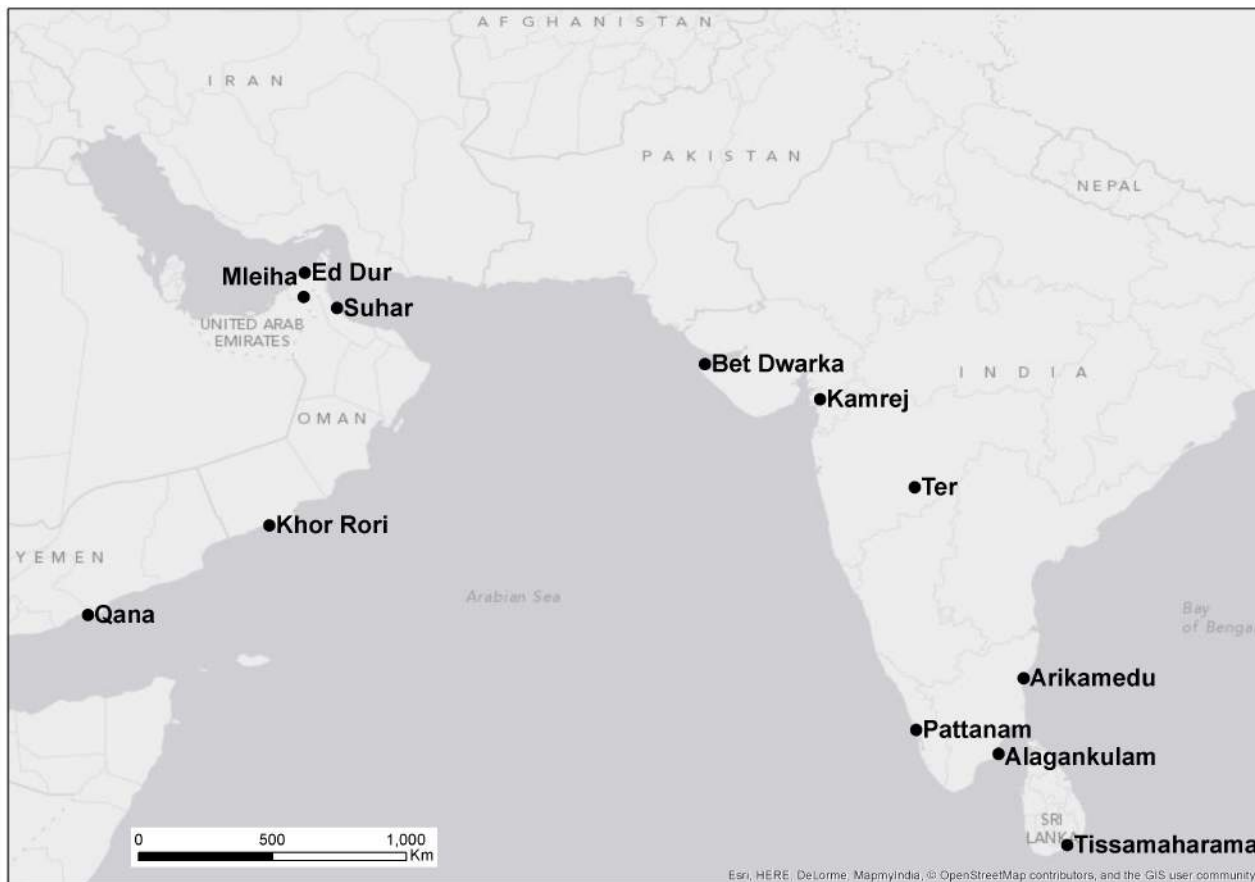 AFGHANISTAN
IRAN
PAKISTAN
NEPAL
Mleiha
Ed Dur
Suhar
UNITED ARAB
EMIRATES
Bet Dwarka
INDIA
Kamrej
OMAN
Ter
Khor Rori
YEMEN
Arabian Sea
Qana
Bay
of Benga
Arikamedu
Pattanam
Alagankulam
SRI
LANKA
Tissamaharama
0 500 1,000
Km
Esri, HERE, DeLorme, MapmyIndia, © OpenStreetMap contributors, and the GIS user community